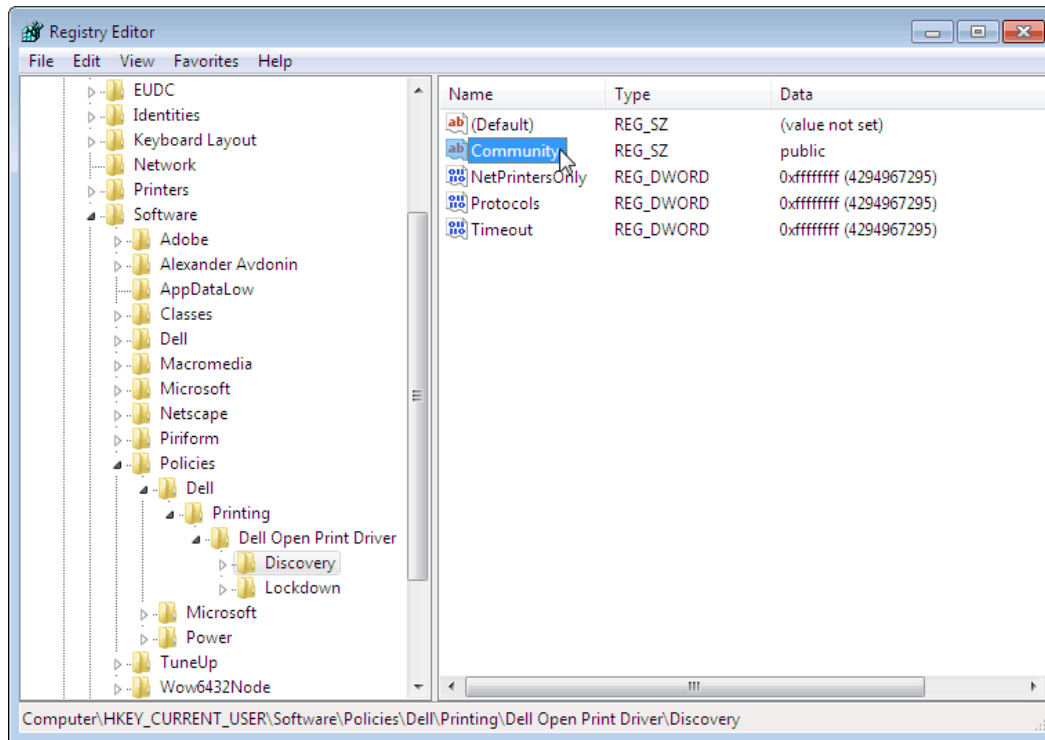 Registry Editor
File Edit View Favorites Help
EUDC
Identities
Keyboard Layout
Network
Printers
Software
Adobe
Alexander Avdonin
AppDataLow
Classes
Dell
Macromedia
Microsoft
Netscape
Piriform
Policies
Dell
Printing
Dell Open Print Driver
Discovery
Lockdown
Microsoft
Power
TuneUp
Wow6432Node
Name Type Data
(Default) REG_SZ (value not set)
Community REG_SZ public
NetPrintersOnly REG_DWORD 0xffffffff (4294967295)
Protocols REG_DWORD 0xffffffff (4294967295)
Timeout REG_DWORD 0xffffffff (4294967295)
Computer\HKEY_CURRENT_USER\Software\Policies\Dell\Printing\Dell Open Print Driver\Discovery